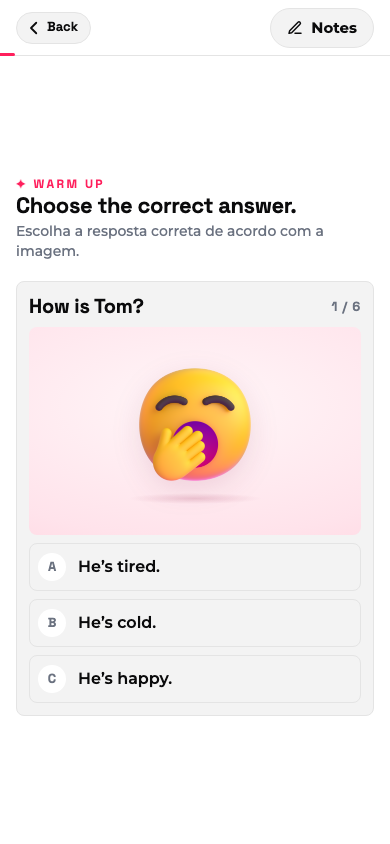 Back
Notes
WARM UP
Choose the correct answer.
Escolha a resposta correta de acordo com a
imagem.
How is Tom?
1 / 6
A He's tired.
B He's cold.
C He's happy.